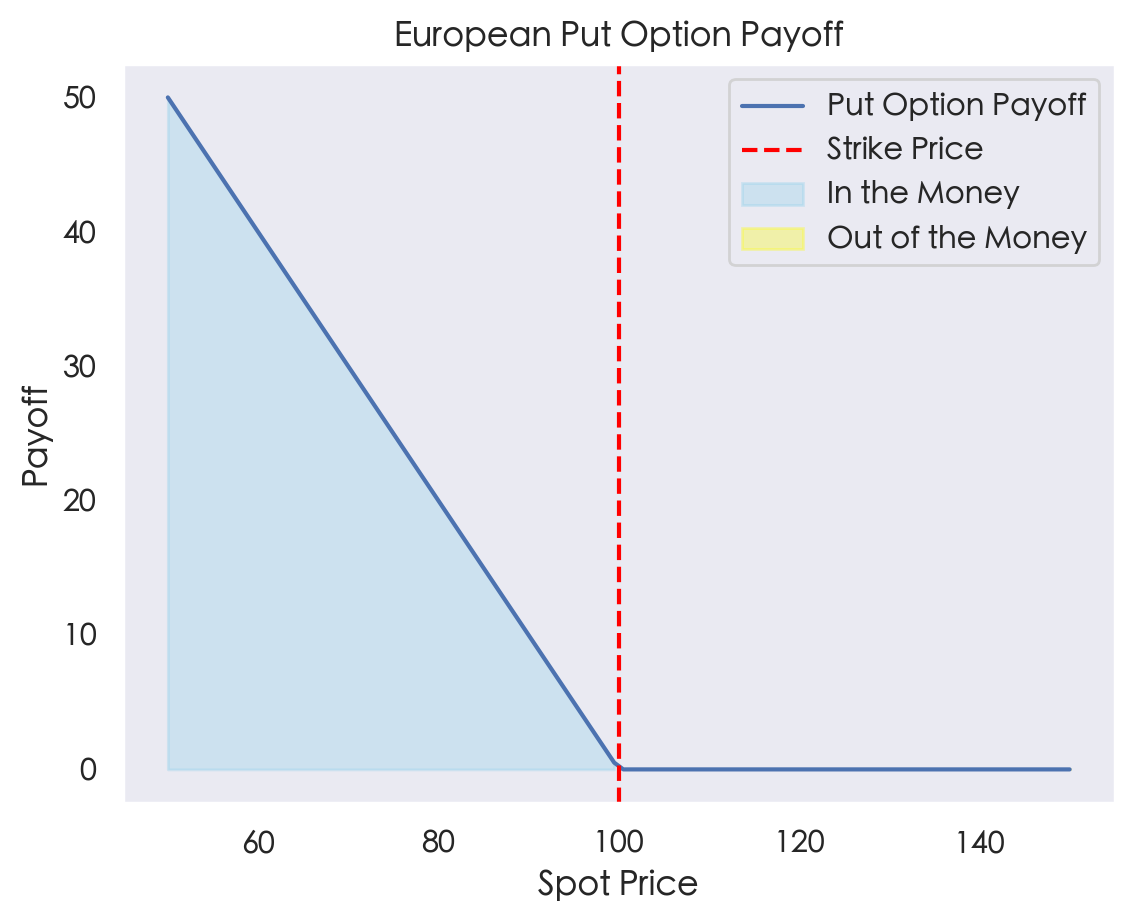 European Put Option Payoff
Put Option Payoff
Strike Price
In the Money
Out of the Money
Payoff
50
40
30
20
10
0
60
80
100
120
140
Spot Price